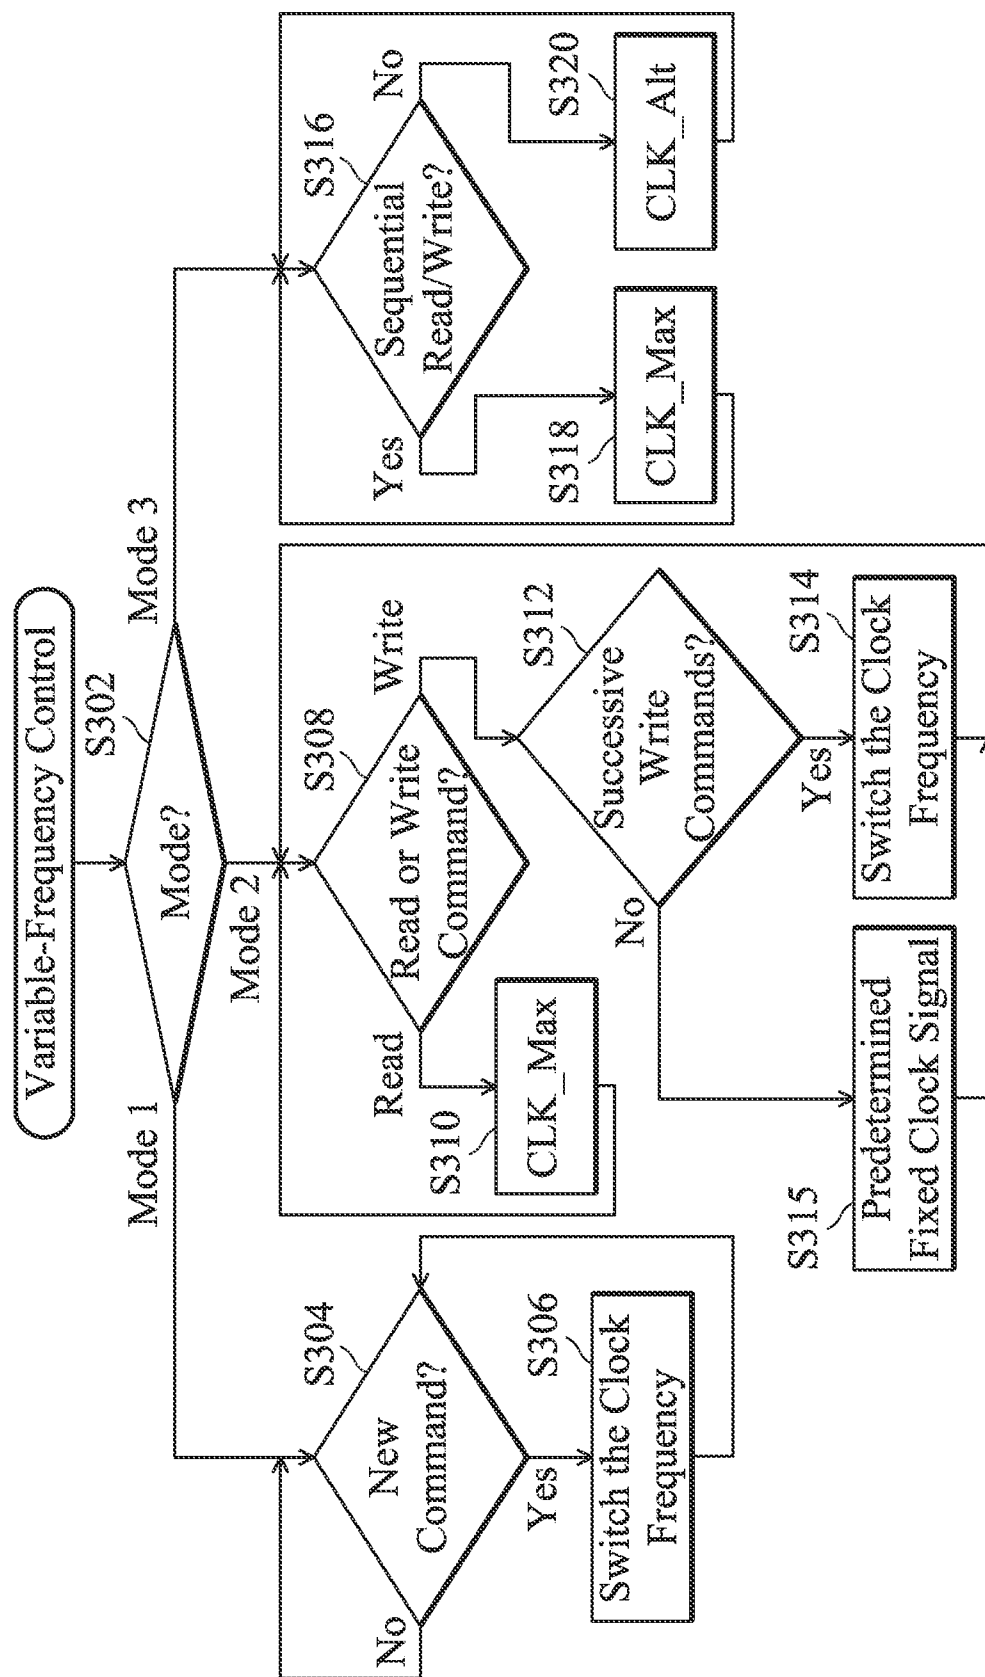 Variable-Frequency Control
S302
Mode?
Mode 1
Mode 2
Mode 3
S304
New
Command?
No
Yes
S306
Switch the Clock
Frequency
S308
Read or Write
Command?
Read
Write
S310
CLK_Max
S312
Successive
Write
Commands?
No
Yes
S315
Predetermined
Fixed Clock Signal
S314
Switch the Clock
Frequency
S316
Sequential
Read/Write?
Yes
No
S318
CLK_Max
S320
CLK_Alt